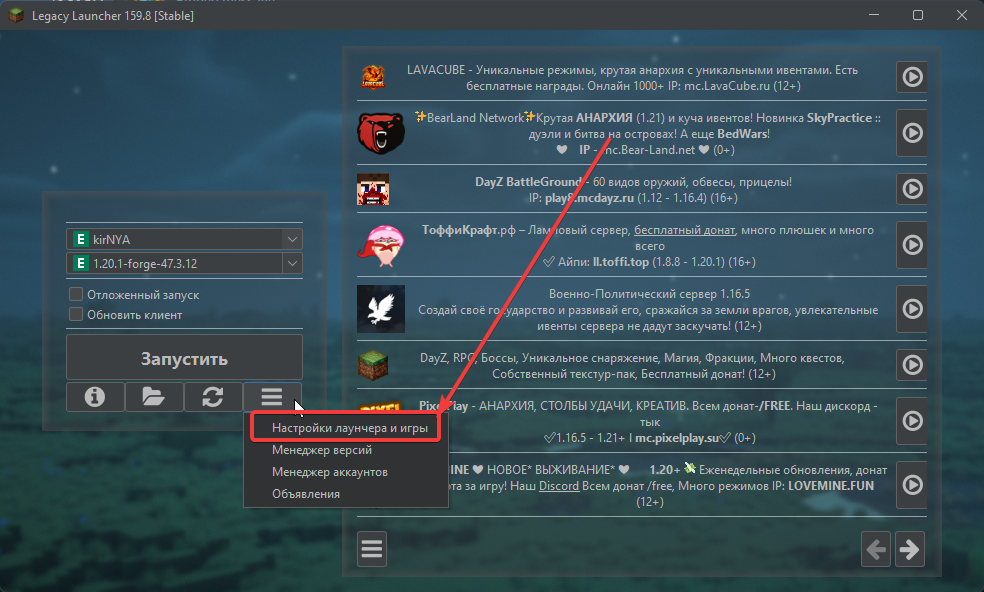 Legacy Launcher 159.8 [Stable]
LAVACUBE - Уникальные режимы, крутая анархия с уникальными ивентами. Есть
бесплатные награды. Онлайн 1000+ IP: mc.LavaCube.ru (12+)
✨BearLand Network✨Крутая АНАРХИЯ (1.21) и куча ивентов! Новинка SkyPractice ::
дуэли и битва на островах! А еще BedWars!
❤ IP - mc.Bear-Land.net ❤ (0+)
DayZ BattleGround - 60 видов оружий, обвесы, прицелы!
IP: play8.mcdayz.ru (1.12 - 1.16.4) (16+)
ТоффиКрафт.рф – Ламповый сервер, бесплатный донат, много плюшек и много
всего
✓ Айпи: ll.toffi.top (1.8.8 - 1.20.1) (16+)
Военно-Политический сервер 1.16.5
Создай своё государство и развивай его, сражайся за земли врагов, увлекательные
ивенты сервера не дадут заскучать! (12+)
DayZ, RPG, Боссы, Уникальное снаряжение, Магия, Фракции, Много квестов,
Собственный текстур-пак, Бесплатный донат! (12+)
PixelPlay - АНАРХИЯ, СТОЛБЫ УДАЧИ, КРЕАТИВ. Всем донат-/FREE. Наш дискорд -
тык
✓1.16.5 - 1.21+ I mc.pixelplay.su✓ (0+)
MINE ❤ НОВОЕ* ВЫЖИВАНИЕ* ❤ 1.20+ Еженедельные обновления, донат
за игру! Наш Discord Всем донат /free, Много режимов IP: LOVEMINE.FUN
(12+)
E kirNYA
E 1.20.1-forge-47.3.12
Отложенный запуск
Обновить клиент
Запустить
Настройки лаунчера и игры
Менеджер версий
Менеджер аккаунтов
Объявления